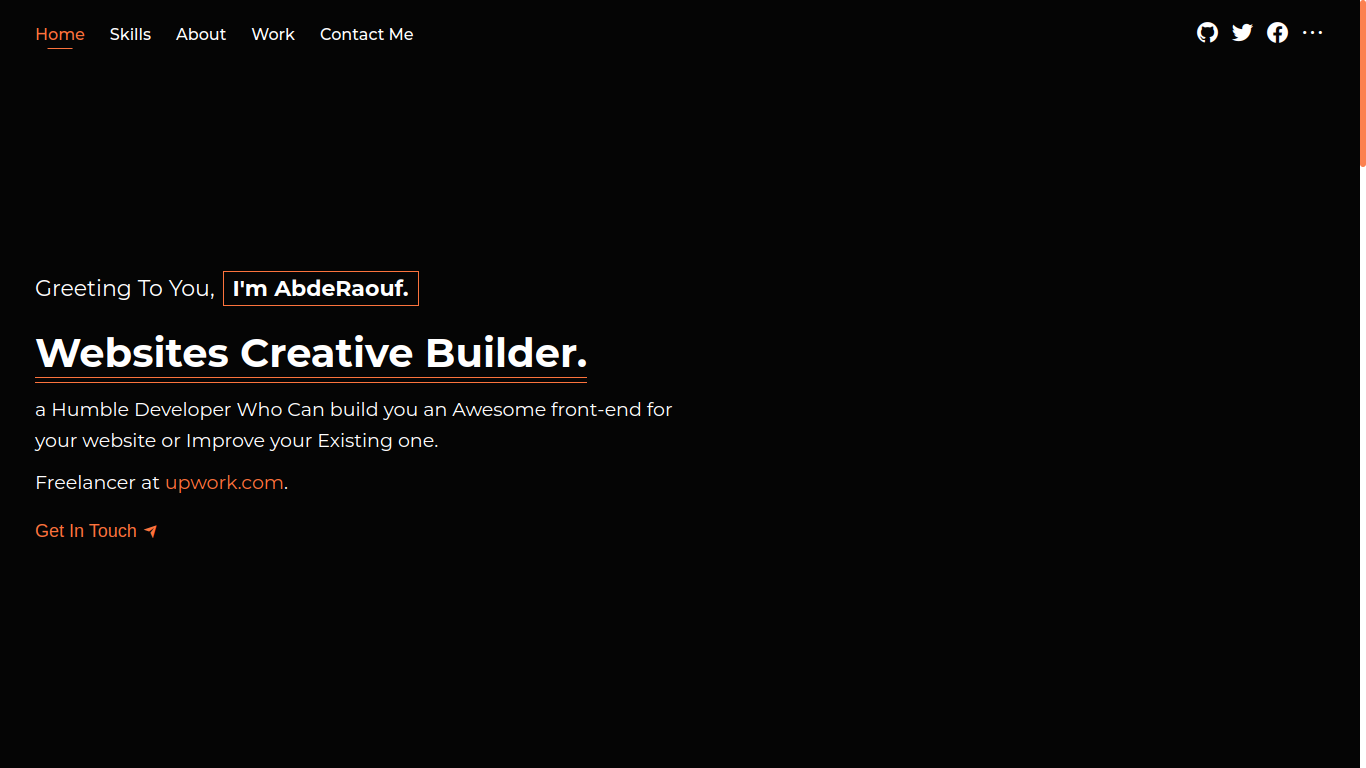 Home Skills About Work Contact Me
Greeting To You, I'm AbdeRaouf.
Websites Creative Builder.
a Humble Developer Who Can build you an Awesome front-end for
your website or Improve your Existing one.
Freelancer at upwork.com.
Get In Touch